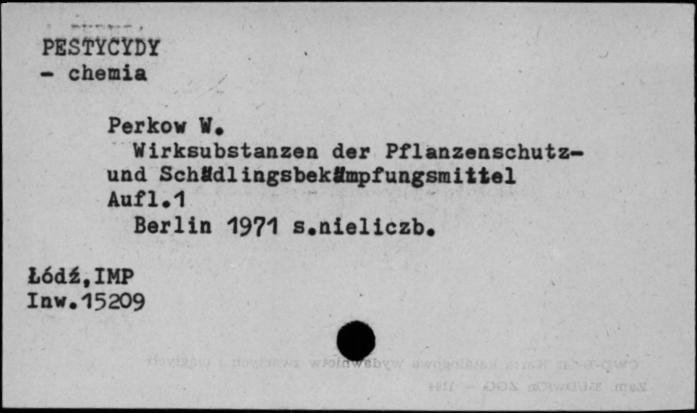 PESTYCYDY
- chemia
Perkow W.
Wirksubstanzen der Pflanzenschutz-
und Schädlingsbekämpfungsmittel
Aufl.1
Berlin 1971 s.nieliczb.
Łódź,IMP
Inw.15209